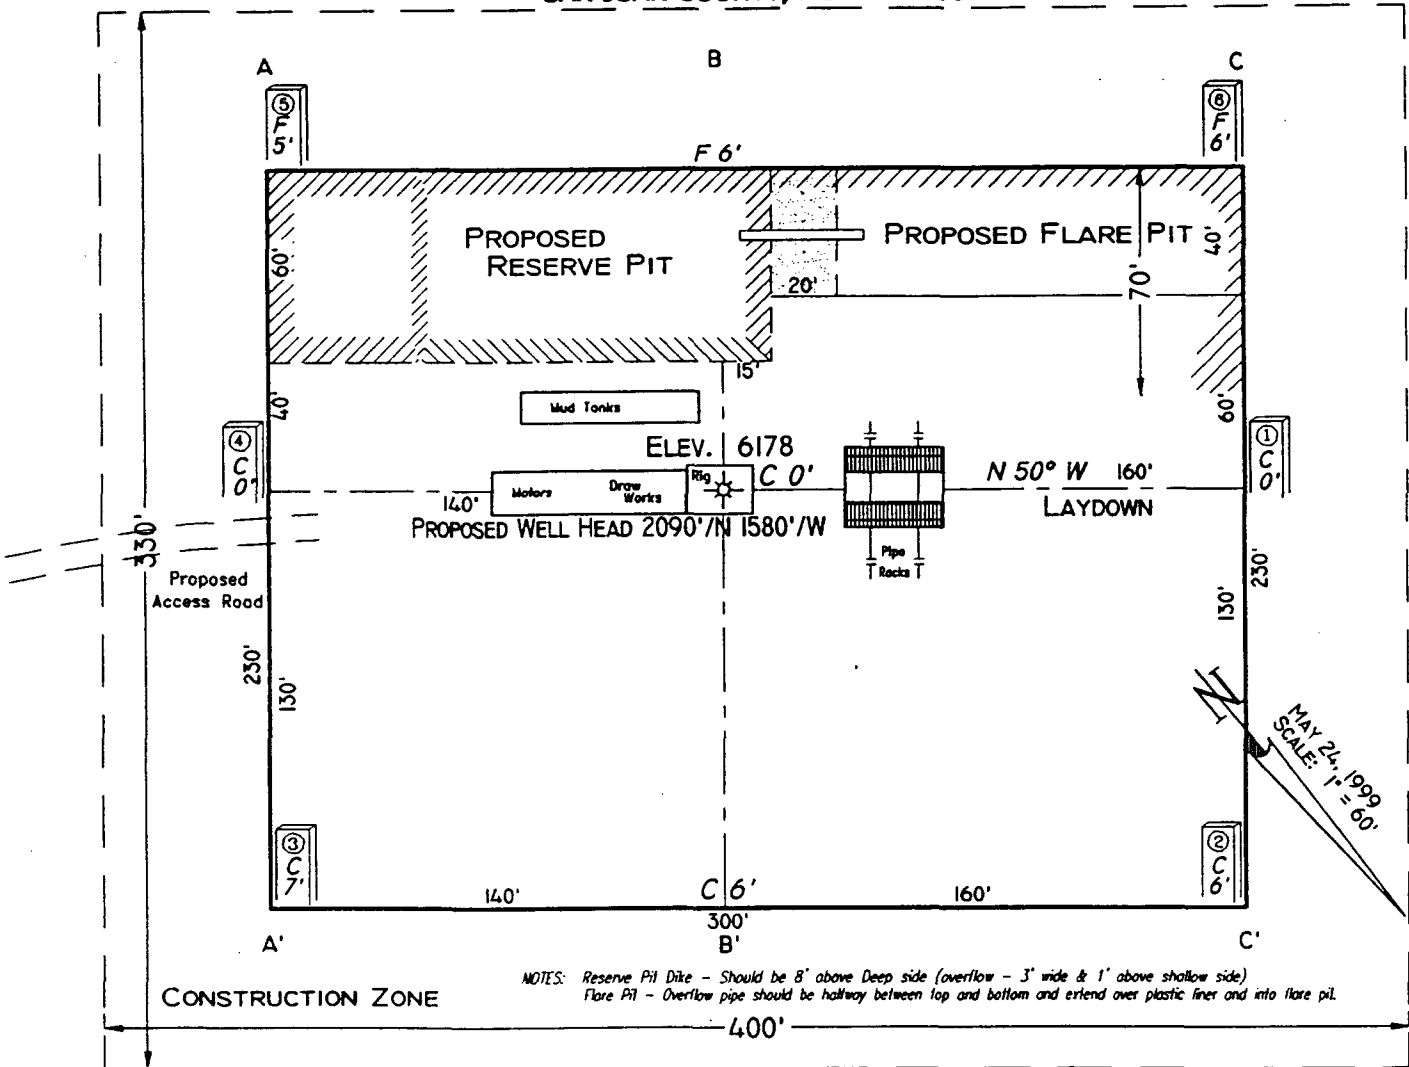 A
B
C
⑤
F
5'
⑥
F
6'
F 6'
PROPOSED
RESERVE PIT
PROPOSED FLARE PIT
60'
40'
70'
20'
15'
40'
60'
Mud Tanks
④
C
0'
①
C
0'
ELEV. 6178
Rig
C 0'
N 50° W 160'
LAYDOWN
Motors
Draw
Works
140'
PROPOSED WELL HEAD 2090'/N 1580'/W
Pipe
Racks
330'
Proposed
Access Road
230'
130'
130'
230'
N
MAY 24, 1999
SCALE: 1" = 60'
③
C
7'
②
C
6'
140'
C 6'
160'
300'
A'
B'
C'
NOTES: Reserve Pit Dike - Should be 8' above Deep side (overflow - 3' wide & 1' above shallow side)
Flare Pit - Overflow pipe should be halfway between top and bottom and extend over plastic liner and into flare pit.
CONSTRUCTION ZONE
400'